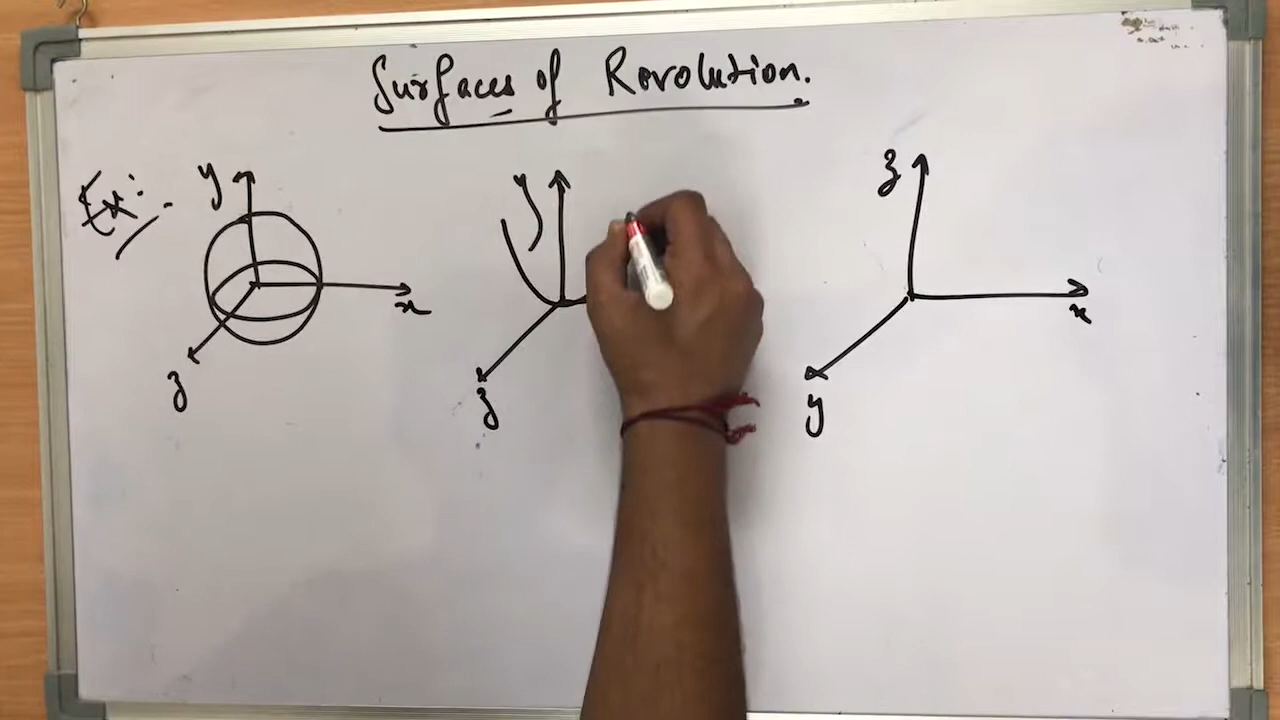 Surfaces of Revolution.
Ex:-
y
x
z
y
z
z
x
y